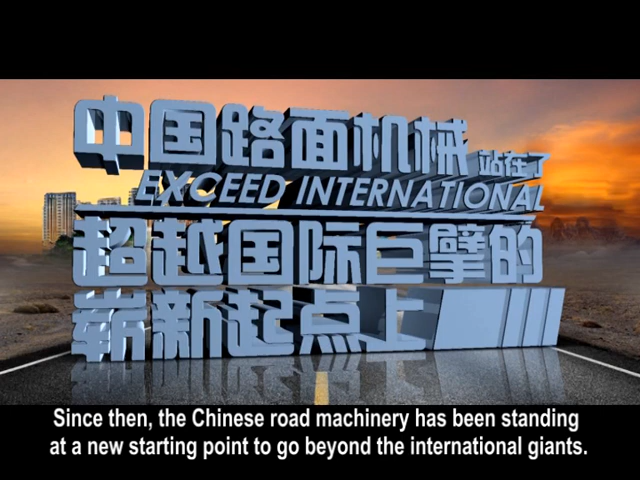 中国路面机械站在了
EXCEED INTERNATIONAL
超越国际巨擘的
崭新起点上
Since then, the Chinese road machinery has been standing
at a new starting point to go beyond the international giants.